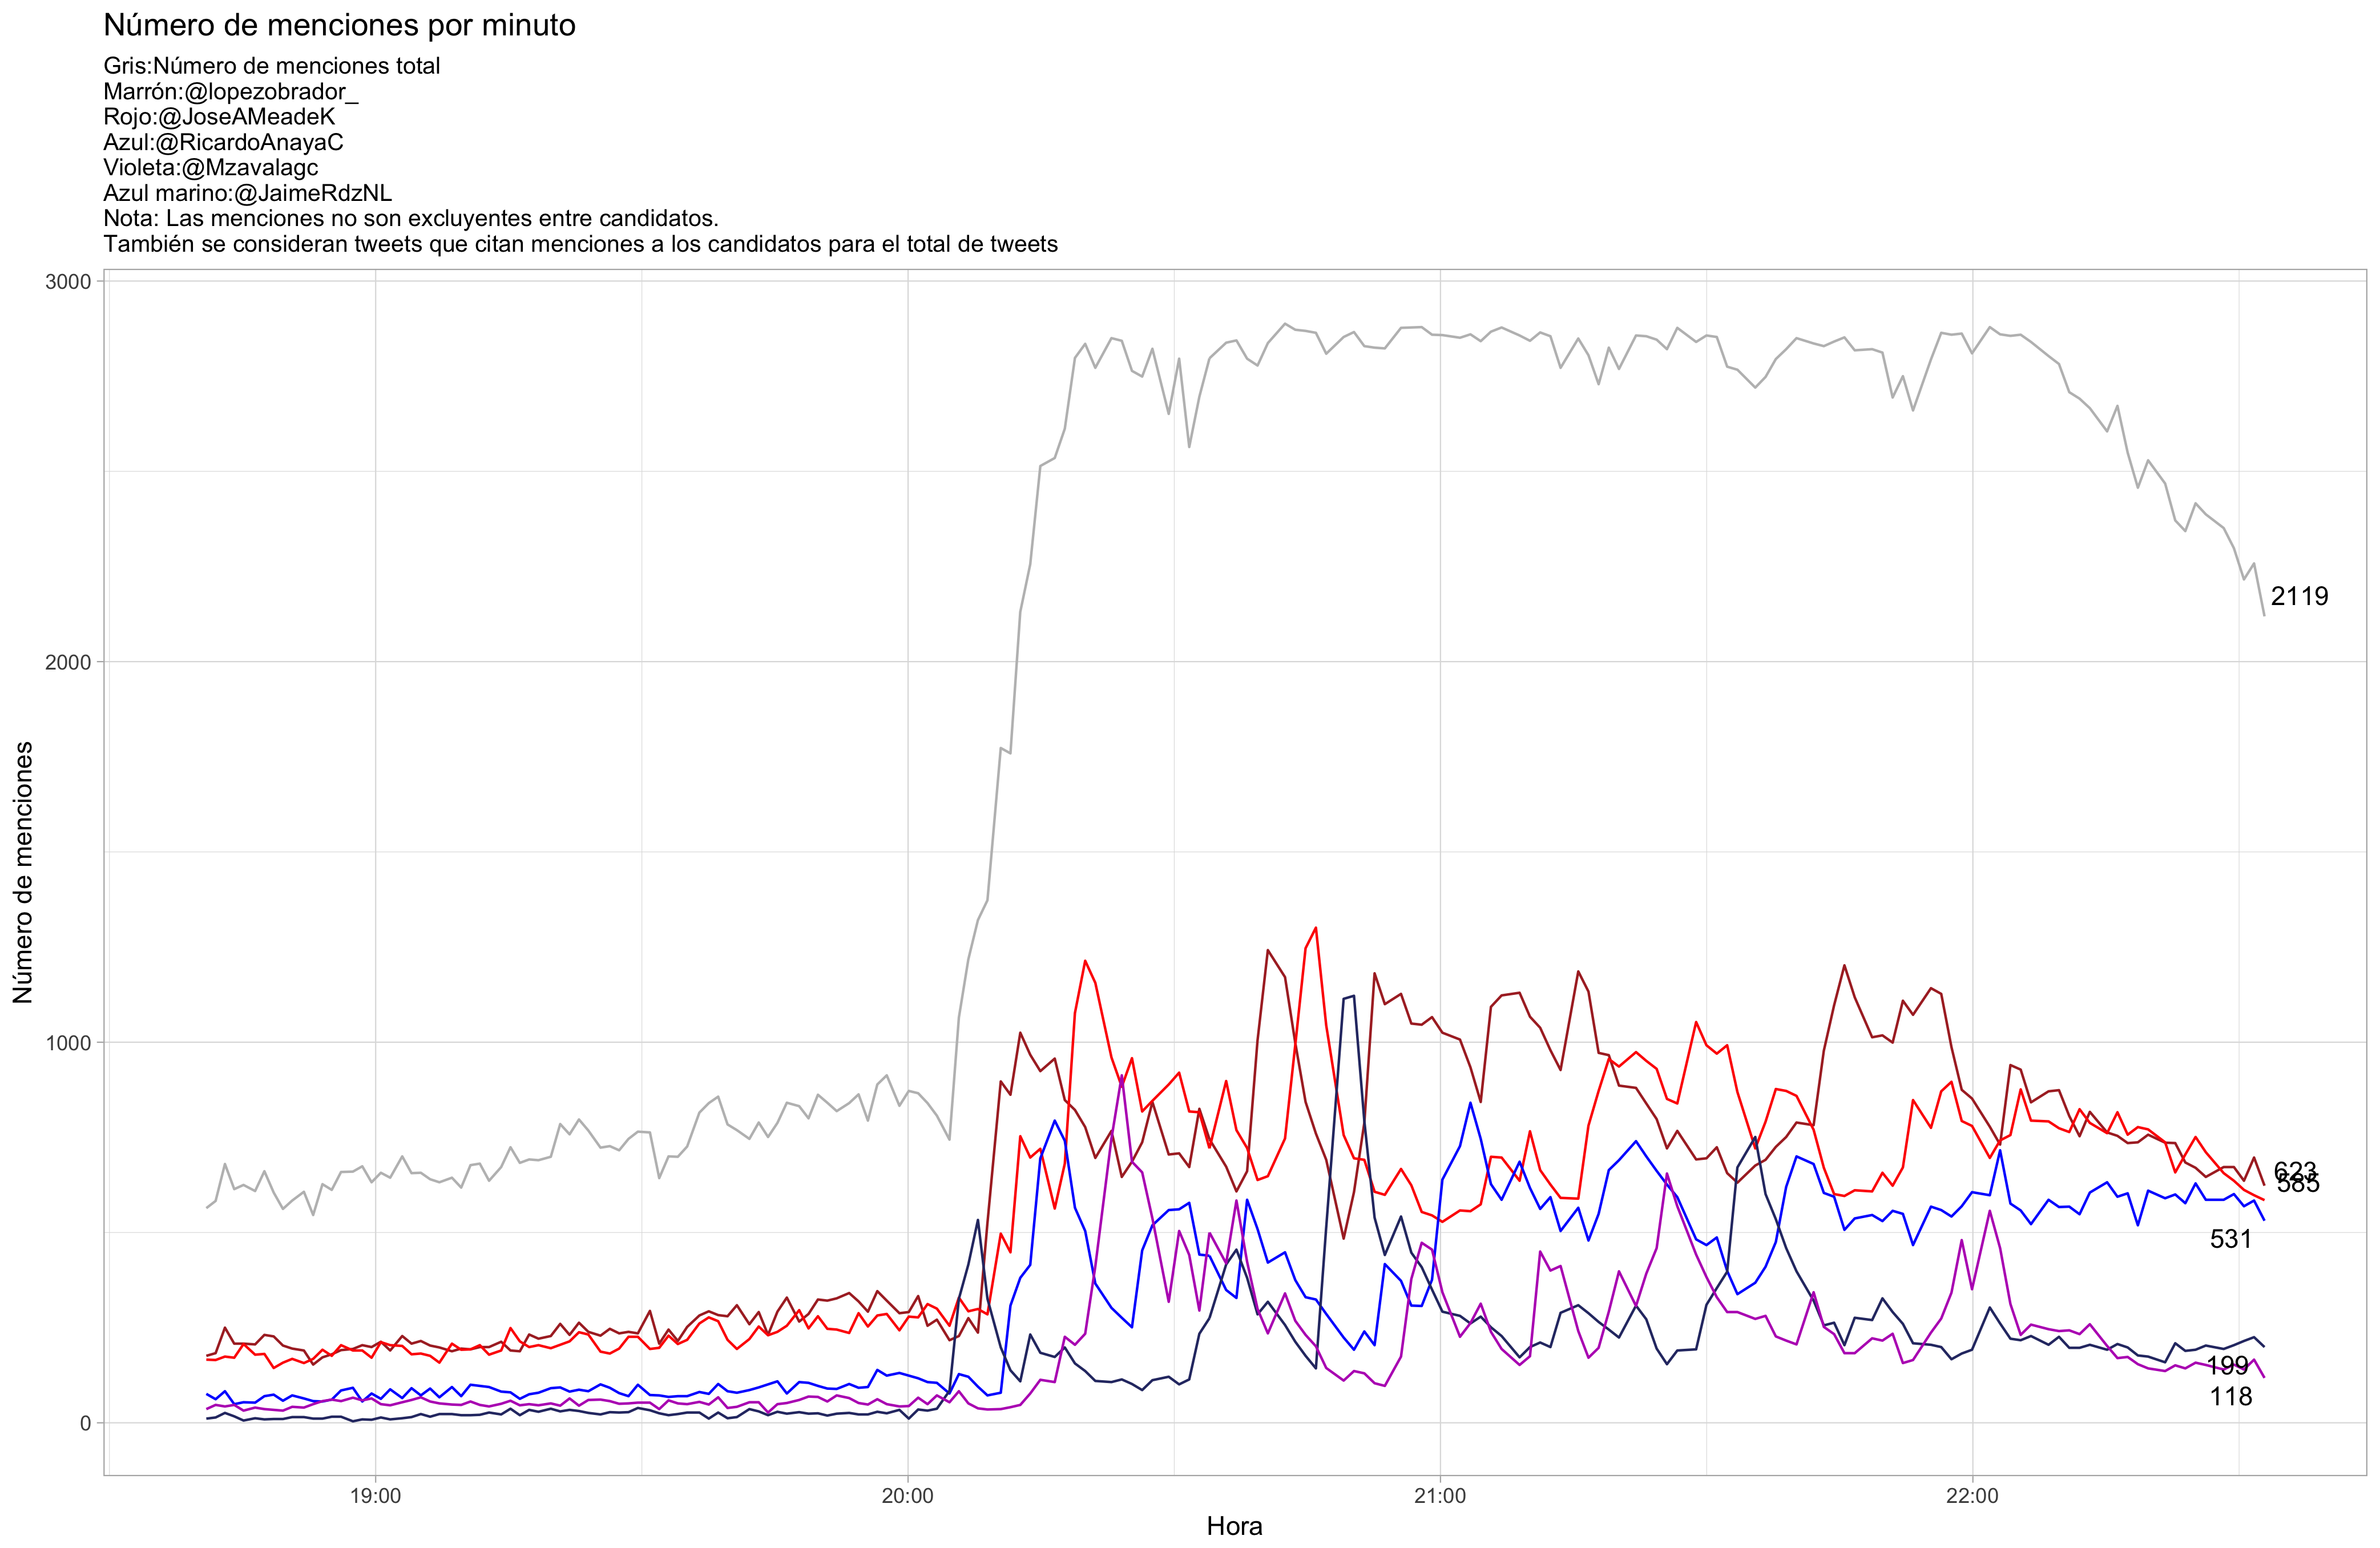 Número de menciones por minuto
Gris:Número de menciones total
Marrón:@lopezobrador_
Rojo:@JoseAMeadeK
Azul:@RicardoAnayaC
Violeta:@Mzavalagc
Azul marino:@JaimeRdzNL
Nota: Las menciones no son excluyentes entre candidatos.
También se consideran tweets que citan menciones a los candidatos para el total de tweets
3000
2000
1000
0
Número de menciones
2119
623
585
531
199
118
19:00
20:00
21:00
22:00
Hora